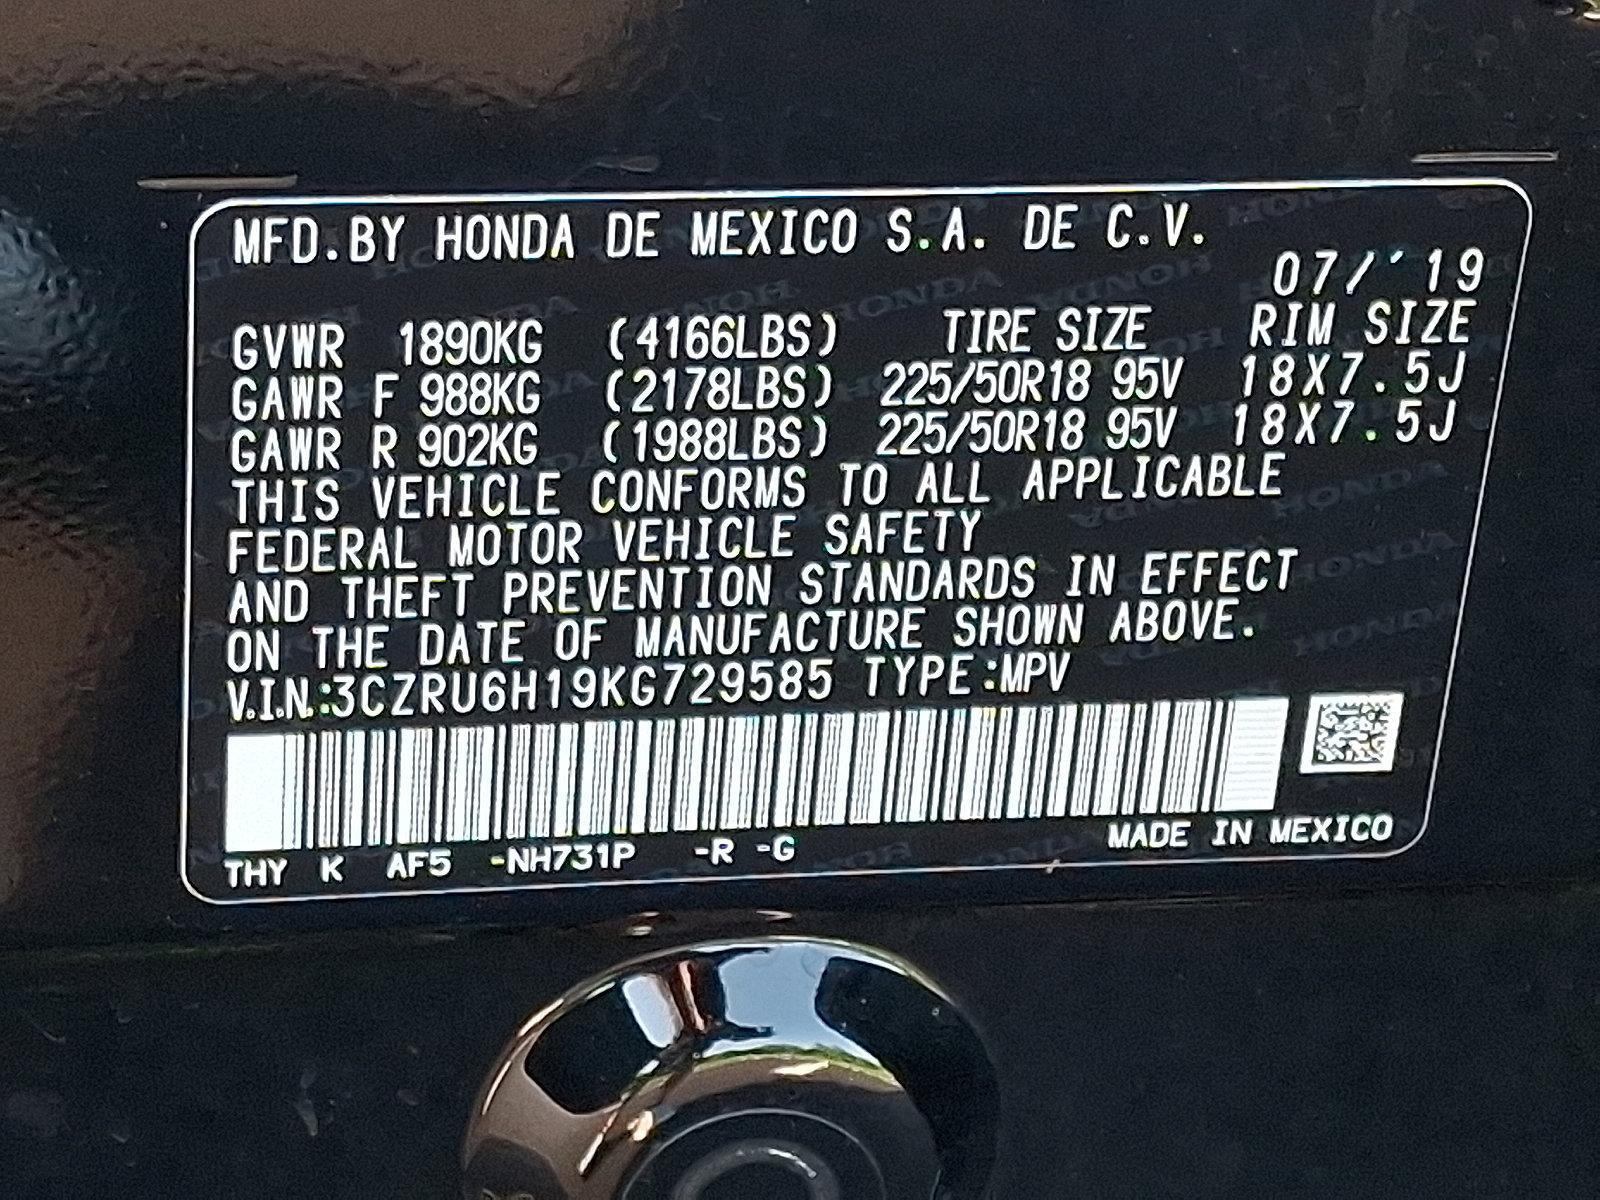 MFD.BY HONDA DE MEXICO S.A. DE C.V.
07/'19
GVWR 1890KG (4166LBS) TIRE SIZE RIM SIZE
GAWR F 988KG (2178LBS) 225/50R18 95V 18X7.5J
GAWR R 902KG (1988LBS) 225/50R18 95V 18X7.5J
THIS VEHICLE CONFORMS TO ALL APPLICABLE
FEDERAL MOTOR VEHICLE SAFETY
AND THEFT PREVENTION STANDARDS IN EFFECT
ON THE DATE OF MANUFACTURE SHOWN ABOVE.
V.I.N.:3CZRU6H19KG729585 TYPE:MPV
THY K AF5 -NH731P -R -G MADE IN MEXICO